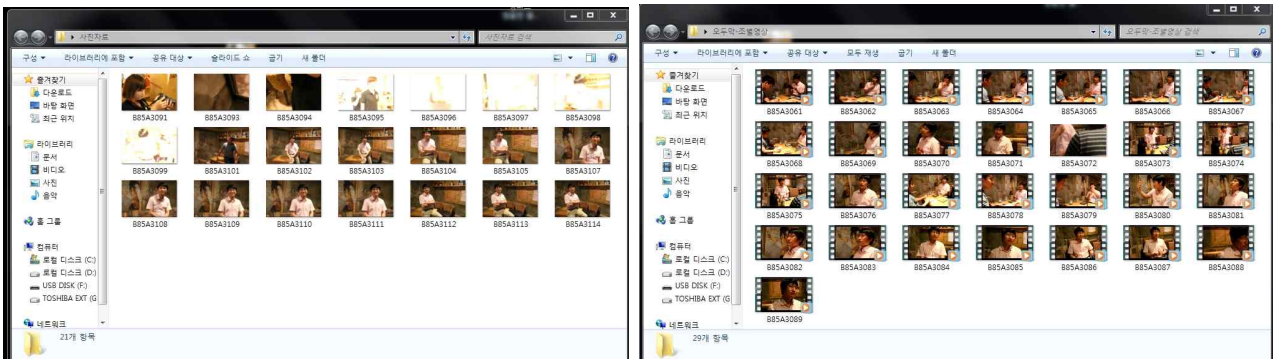 사진자료
사진자료 검색
구성 ▾ 라이브러리에 포함 ▾ 공유 대상 ▾ 슬라이드 쇼 굽기 새 폴더
즐겨찾기
다운로드
바탕 화면
최근 위치
라이브러리
문서
비디오
사진
음악
홈 그룹
컴퓨터
로컬 디스크 (C:)
로컬 디스크 (D:)
USB DISK (F:)
TOSHIBA EXT (G
네트워크
B85A3091 B85A3093 B85A3094 B85A3095 B85A3096 B85A3097 B85A3098
B85A3099 B85A3101 B85A3102 B85A3103 B85A3104 B85A3105 B85A3107
B85A3108 B85A3109 B85A3110 B85A3111 B85A3112 B85A3113 B85A3114
21개 항목
오두막-조별영상
오두막-조별영상 검색
구성 ▾ 라이브러리에 포함 ▾ 공유 대상 ▾ 모두 재생 굽기 새 폴더
즐겨찾기
다운로드
바탕 화면
최근 위치
라이브러리
문서
비디오
사진
음악
홈 그룹
컴퓨터
로컬 디스크 (C:)
로컬 디스크 (D:)
USB DISK (F:)
TOSHIBA EXT (G
네트워크
B85A3061 B85A3062 B85A3063 B85A3064 B85A3065 B85A3066 B85A3067
B85A3068 B85A3069 B85A3070 B85A3071 B85A3072 B85A3073 B85A3074
B85A3075 B85A3076 B85A3077 B85A3078 B85A3079 B85A3080 B85A3081
B85A3082 B85A3083 B85A3084 B85A3085 B85A3086 B85A3087 B85A3088
B85A3089
29개 항목